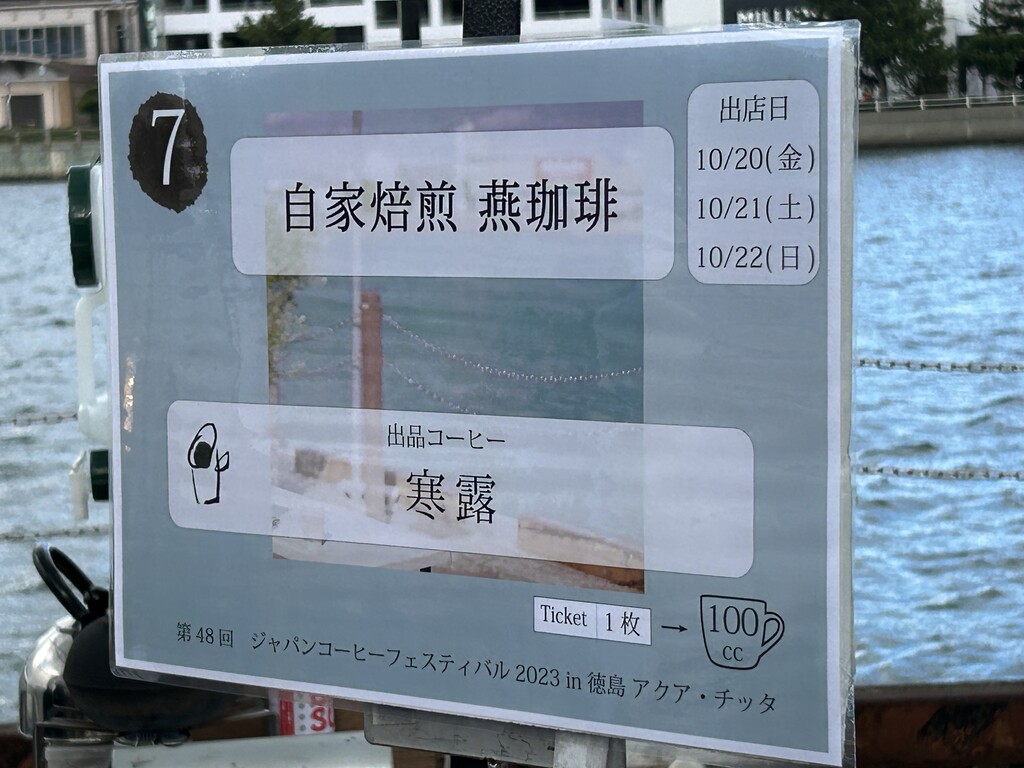 7
自家焙煎 燕珈琲
出店日
10/20(金)
10/21(土)
10/22(日)
出品コーヒー
寒露
Ticket 1枚 → 100
cc
第48回 ジャパンコーヒーフェスティバル 2023 in 徳島 アクア・チッタ